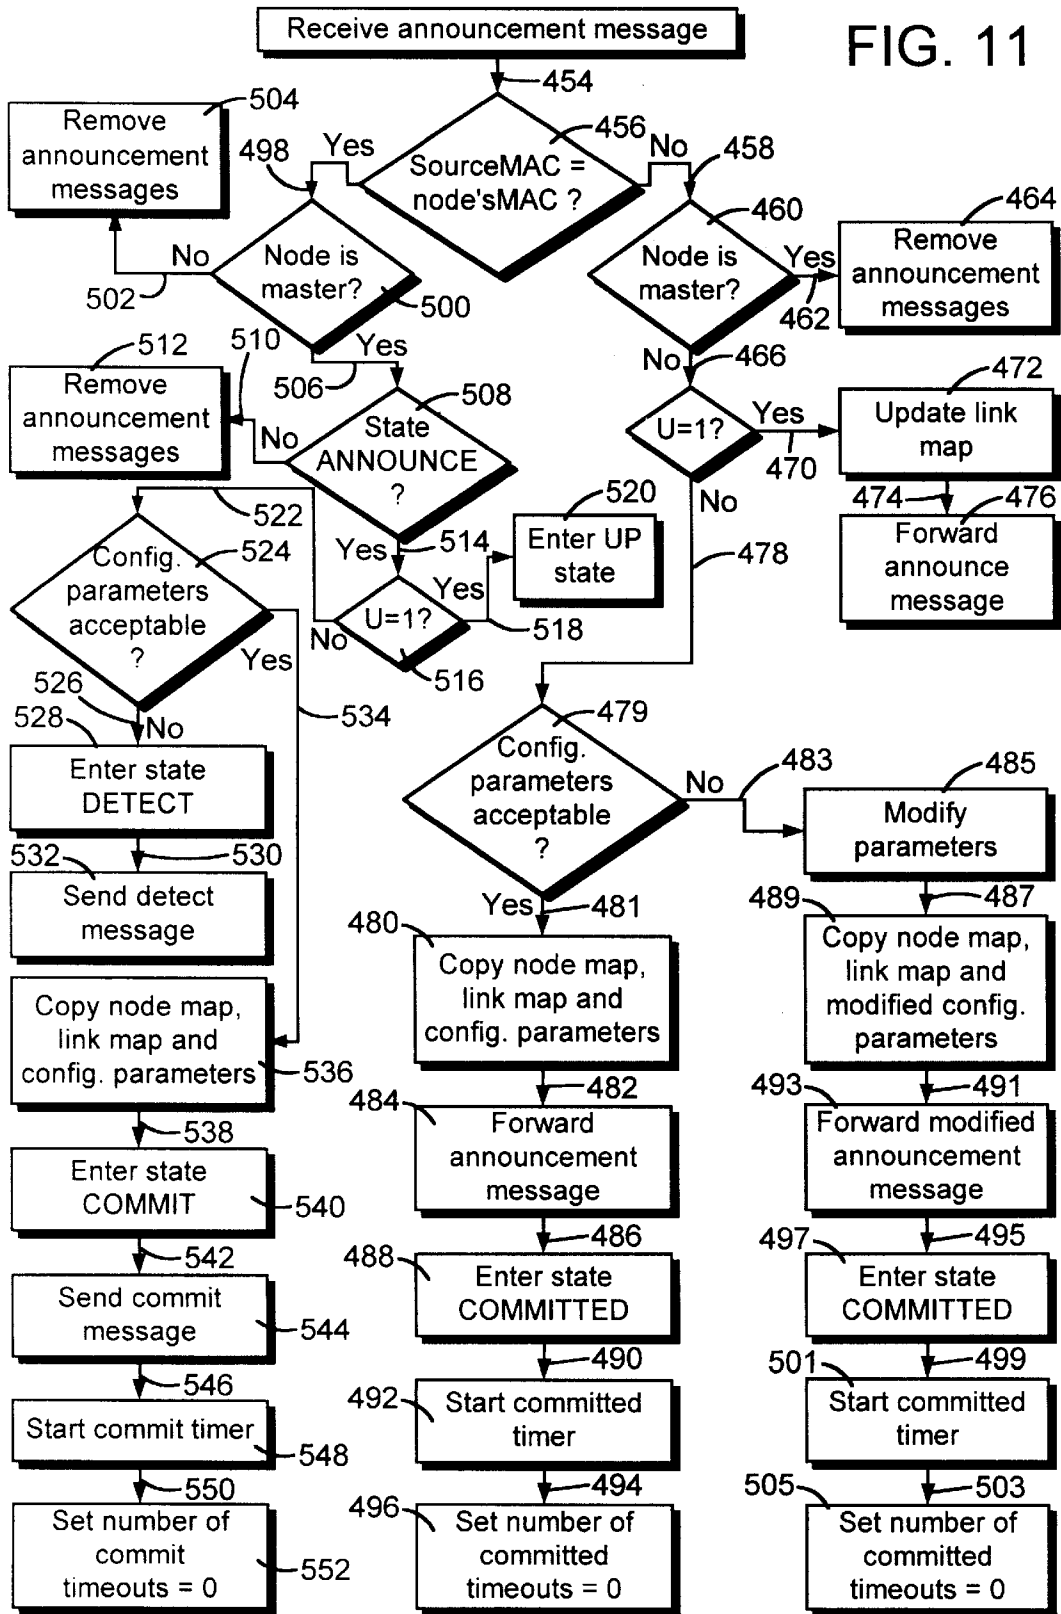 Receive announcement message
FIG. 11
454
504
Remove
announcement
messages
498
Yes
456
SourceMAC =
node'sMAC ?
No
458
460
464
Remove
announcement
messages
No
502
Node is
master?
500
Node is
master?
Yes
462
512
510
Yes
506
No
466
472
Remove
announcement
messages
No
508
State
ANNOUNCE
?
U=1?
Yes
470
Update link
map
No
474
476
Forward
announce
message
522
520
Enter UP
state
478
524
Config.
parameters
acceptable
?
Yes
514
Yes
U=1?
No
518
516
Yes
534
526
No
528
Enter state
DETECT
530
532
Send detect
message
479
Config.
parameters
acceptable
?
No
483
485
Modify
parameters
Yes
481
487
480
489
Copy node map,
link map and
config. parameters
Copy node map,
link map and
modified config.
parameters
Copy node map,
link map and
config. parameters
536
482
491
484
493
Forward
announcement
message
Forward modified
announcement
message
538
Enter state
COMMIT
540
486
495
488
497
542
Enter state
COMMITTED
Enter state
COMMITTED
Send commit
message
544
490
499
546
492
501
Start commit timer
548
Start committed
timer
Start committed
timer
550
494
503
496
505
Set number of
commit
timeouts = 0
552
Set number of
committed
timeouts = 0
Set number of
committed
timeouts = 0